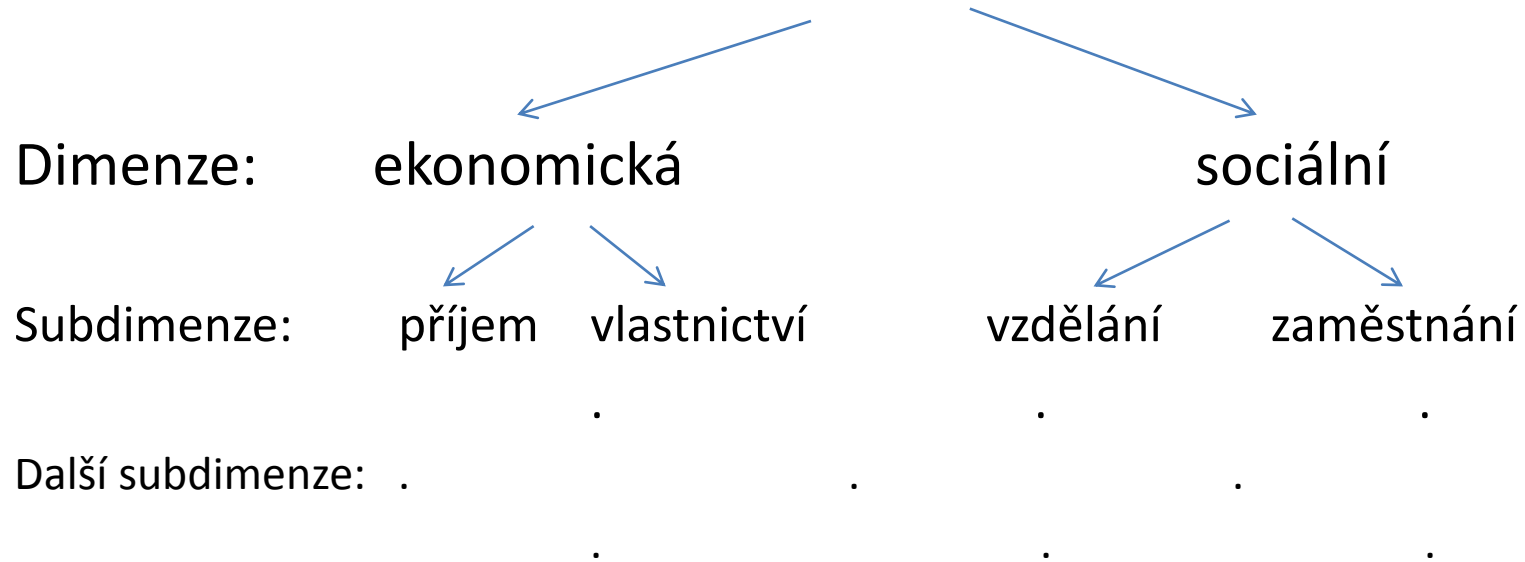 Dimenze: ekonomická sociální
Subdimenze: příjem vlastnictví vzdělání zaměstnání
. . .
Další subdimenze: . . .
. . .